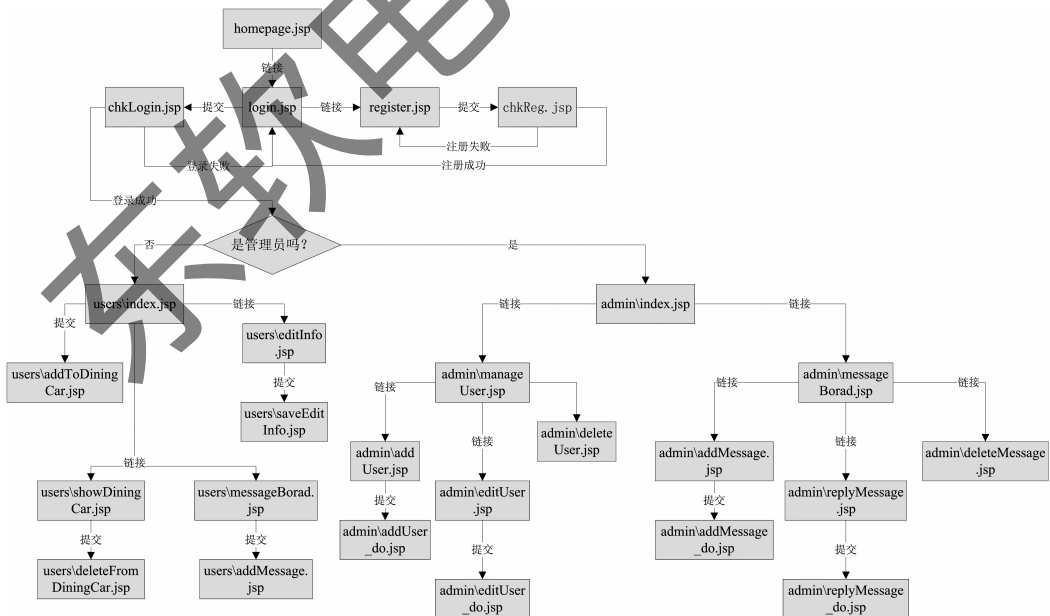 homepage.jsp
链接
chkLogin.jsp
提交
login.jsp
链接
register.jsp
提交
chkReg. jsp
注册失败
登录失败
注册成功
登录成功
是管理员吗?
否
是
users\index.jsp
链接
admin\index.jsp
链接
链接
提交
users\editInfo
.jsp
users\addToDining
Car.jsp
提交
admin\manage
User.jsp
admin\message
Borad.jsp
链接
链接
链接
users\saveEdit
Info.jsp
admin\delete
User.jsp
链接
链接
admin\add
User.jsp
admin\addMessage.
.jsp
admin\deleteMessage
.jsp
链接
users\showDining
Car.jsp
users\messageBorad.
.jsp
提交
admin\editUser
.jsp
提交
admin\replyMessage
.jsp
admin\addUser
_do.jsp
admin\addMessage
_do.jsp
提交
提交
提交
提交
users\deleteFrom
DiningCar.jsp
users\addMessage.
jsp
admin\editUser
_do.jsp
admin\replyMessage
_do.jsp
东软电